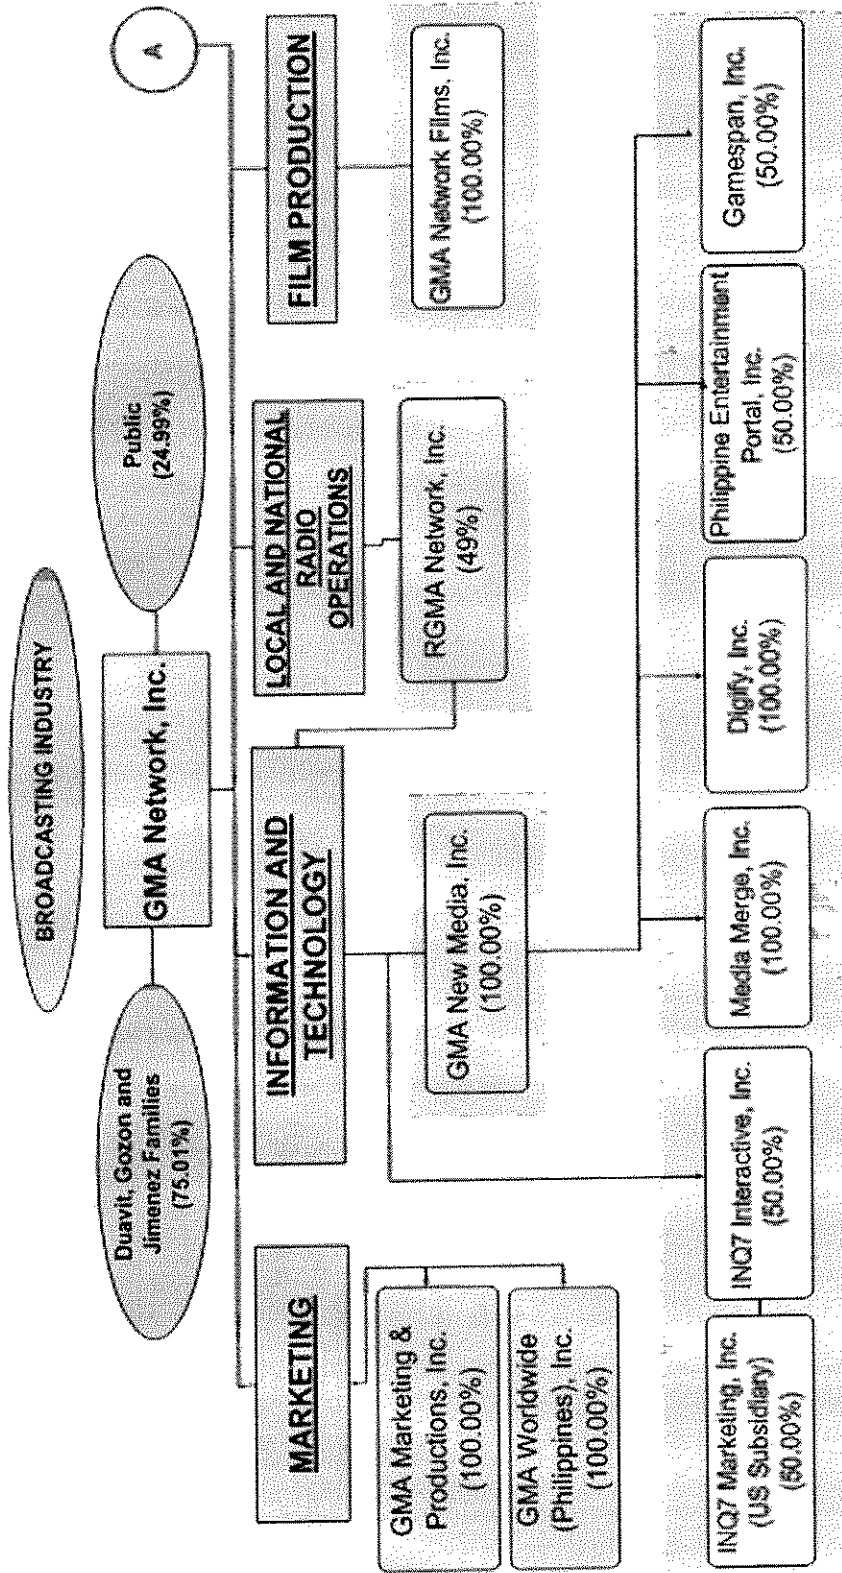 BROADCASTING INDUSTRY
Duavit, Gozon and
Jimenez Families
(75.01%)
GMA Network, Inc.
Public
(24.99%)
A
MARKETING
INFORMATION AND
TECHNOLOGY
LOCAL AND NATIONAL
RADIO
OPERATIONS
FILM PRODUCTION
GMA Marketing &
Productions, Inc.
(100.00%)
GMA Worldwide
(Philippines), Inc.
(100.00%)
GMA New Media, Inc.
(100.00%)
RGMA Network, Inc.
(49%)
GMA Network Films, Inc.
(100.00%)
INQ7 Marketing, Inc.
(US Subsidiary)
(50.00%)
INQ7 Interactive, Inc.
(50.00%)
Media Merge, Inc.
(100.00%)
Digify, Inc.
(100.00%)
Philippine Entertainment
Portal, Inc.
(50.00%)
Gamespan, Inc.
(50.00%)